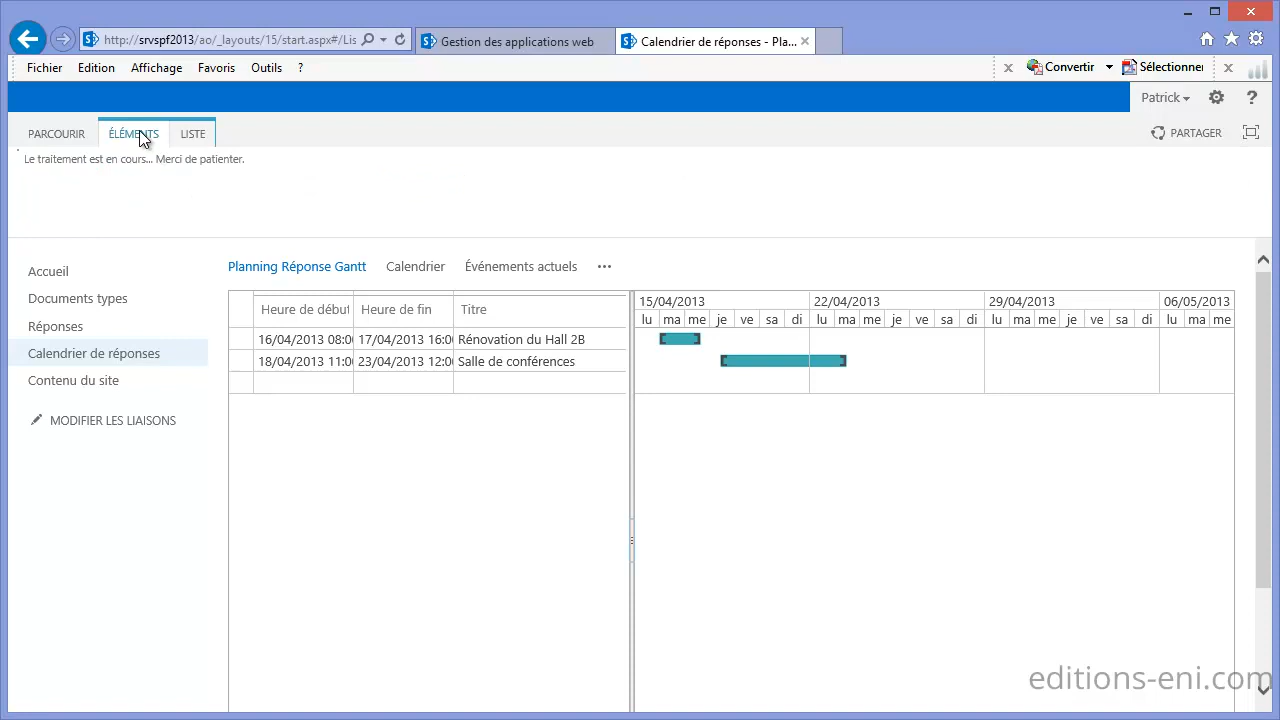 http://srvspf2013/ao/_layouts/15/start.aspx#/Lis
Gestion des applications web
Calendrier de réponses - Pla...
Fichier Edition Affichage Favoris Outils ?
Convertir Sélectionner
Patrick
PARCOURIR ÉLÉMENTS LISTE
PARTAGER
Le traitement est en cours... Merci de patienter.
Accueil
Documents types
Réponses
Calendrier de réponses
Contenu du site
MODIFIER LES LIAISONS
Planning Réponse Gantt Calendrier Événements actuels ...
Heure de début Heure de fin Titre
16/04/2013 08:00 17/04/2013 16:00 Rénovation du Hall 2B
18/04/2013 11:00 23/04/2013 12:00 Salle de conférences
15/04/2013 22/04/2013 29/04/2013 06/05/2013
lu ma me je ve sa di lu ma me je ve sa di lu ma me je ve sa di lu ma me
editions-eni.com